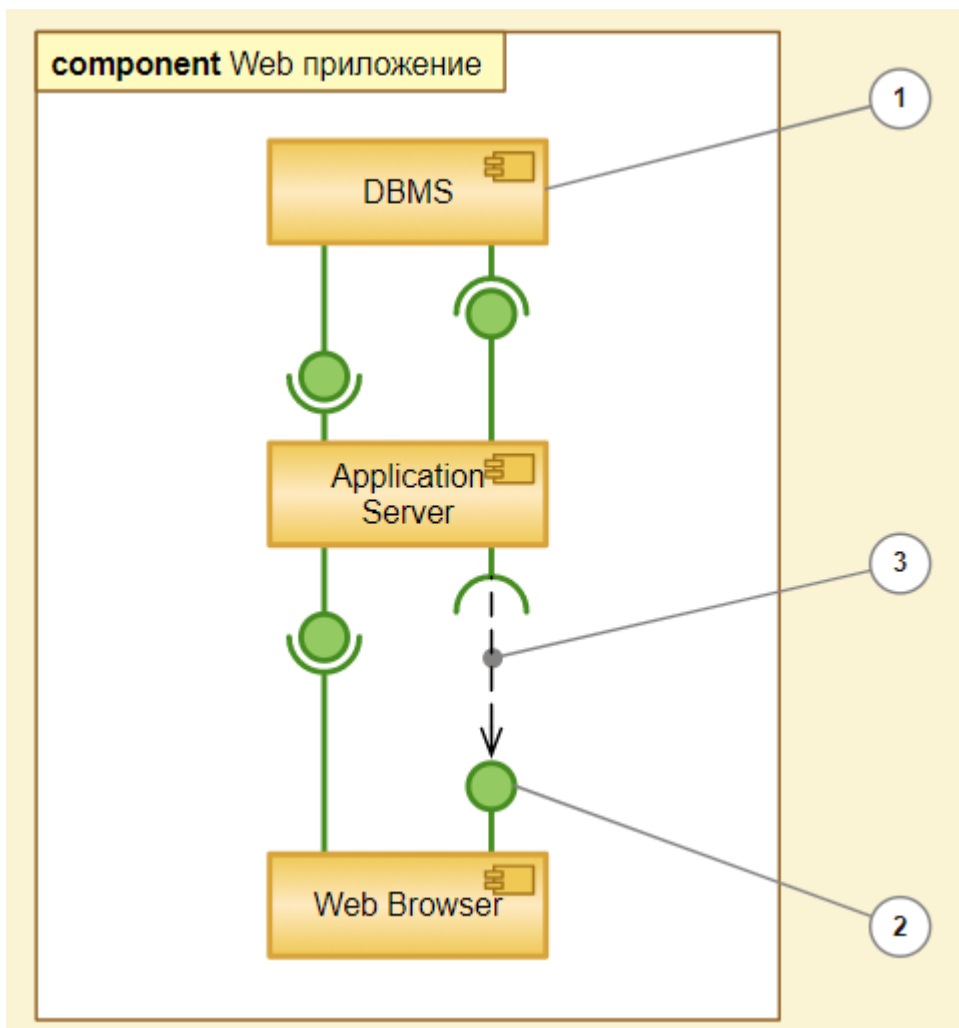 component Web приложение
1
DBMS
Application
Server
3
Web Browser
2